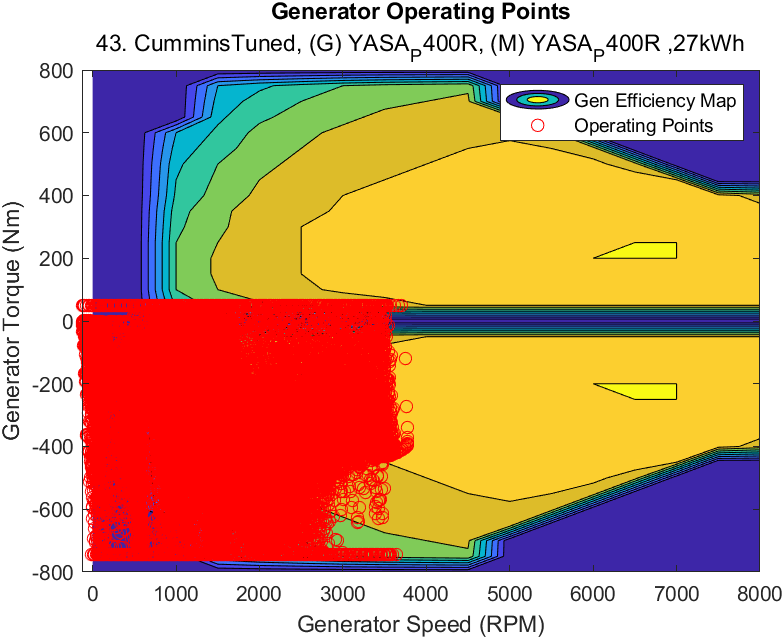 Generator Operating Points
43. CumminsTuned, (G) YASAP400R, (M) YASAP400R ,27kWh
Gen Efficiency Map
Operating Points
Generator Torque (Nm)
800
600
400
200
0
-200
-400
-600
-800
0 1000 2000 3000 4000 5000 6000 7000 8000
Generator Speed (RPM)